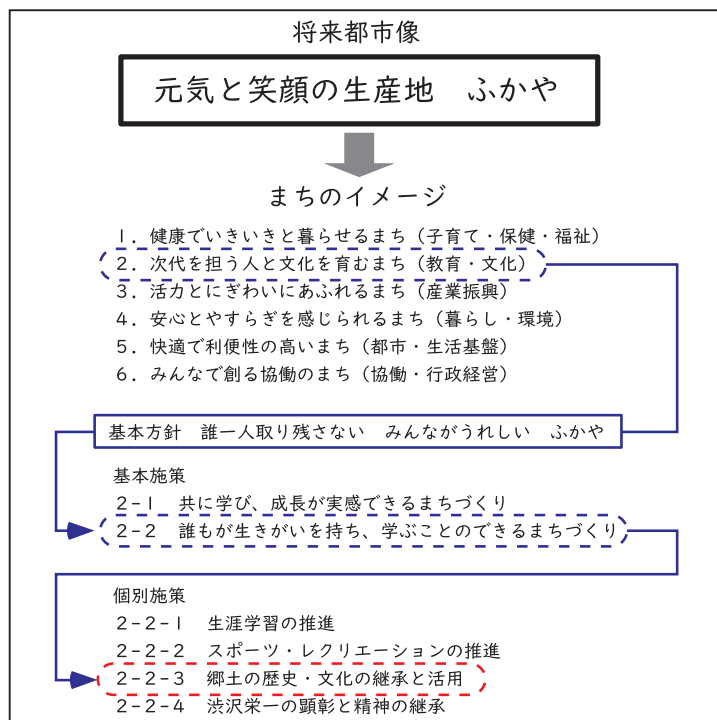 将来都市像
元気と笑顔の生産地　ふかや
まちのイメージ
1．健康でいきいきと暮らせるまち（子育て・保健・福祉）
2．次代を担う人と文化を育むまち（教育・文化）
3．活力とにぎわいにあふれるまち（産業振興）
4．安心とやすらぎを感じられるまち（暮らし・環境）
5．快適で利便性の高いまち（都市・生活基盤）
6．みんなで創る協働のまち（協働・行政経営）
基本方針　誰一人取り残さない　みんながうれしい　ふかや
基本施策
2-1　共に学び、成長が実感できるまちづくり
2-2　誰もが生きがいを持ち、学ぶことのできるまちづくり
個別施策
2-2-1　生涯学習の推進
2-2-2　スポーツ・レクリエーションの推進
2-2-3　郷土の歴史・文化の継承と活用
2-2-4　渋沢栄一の顕彰と精神の継承